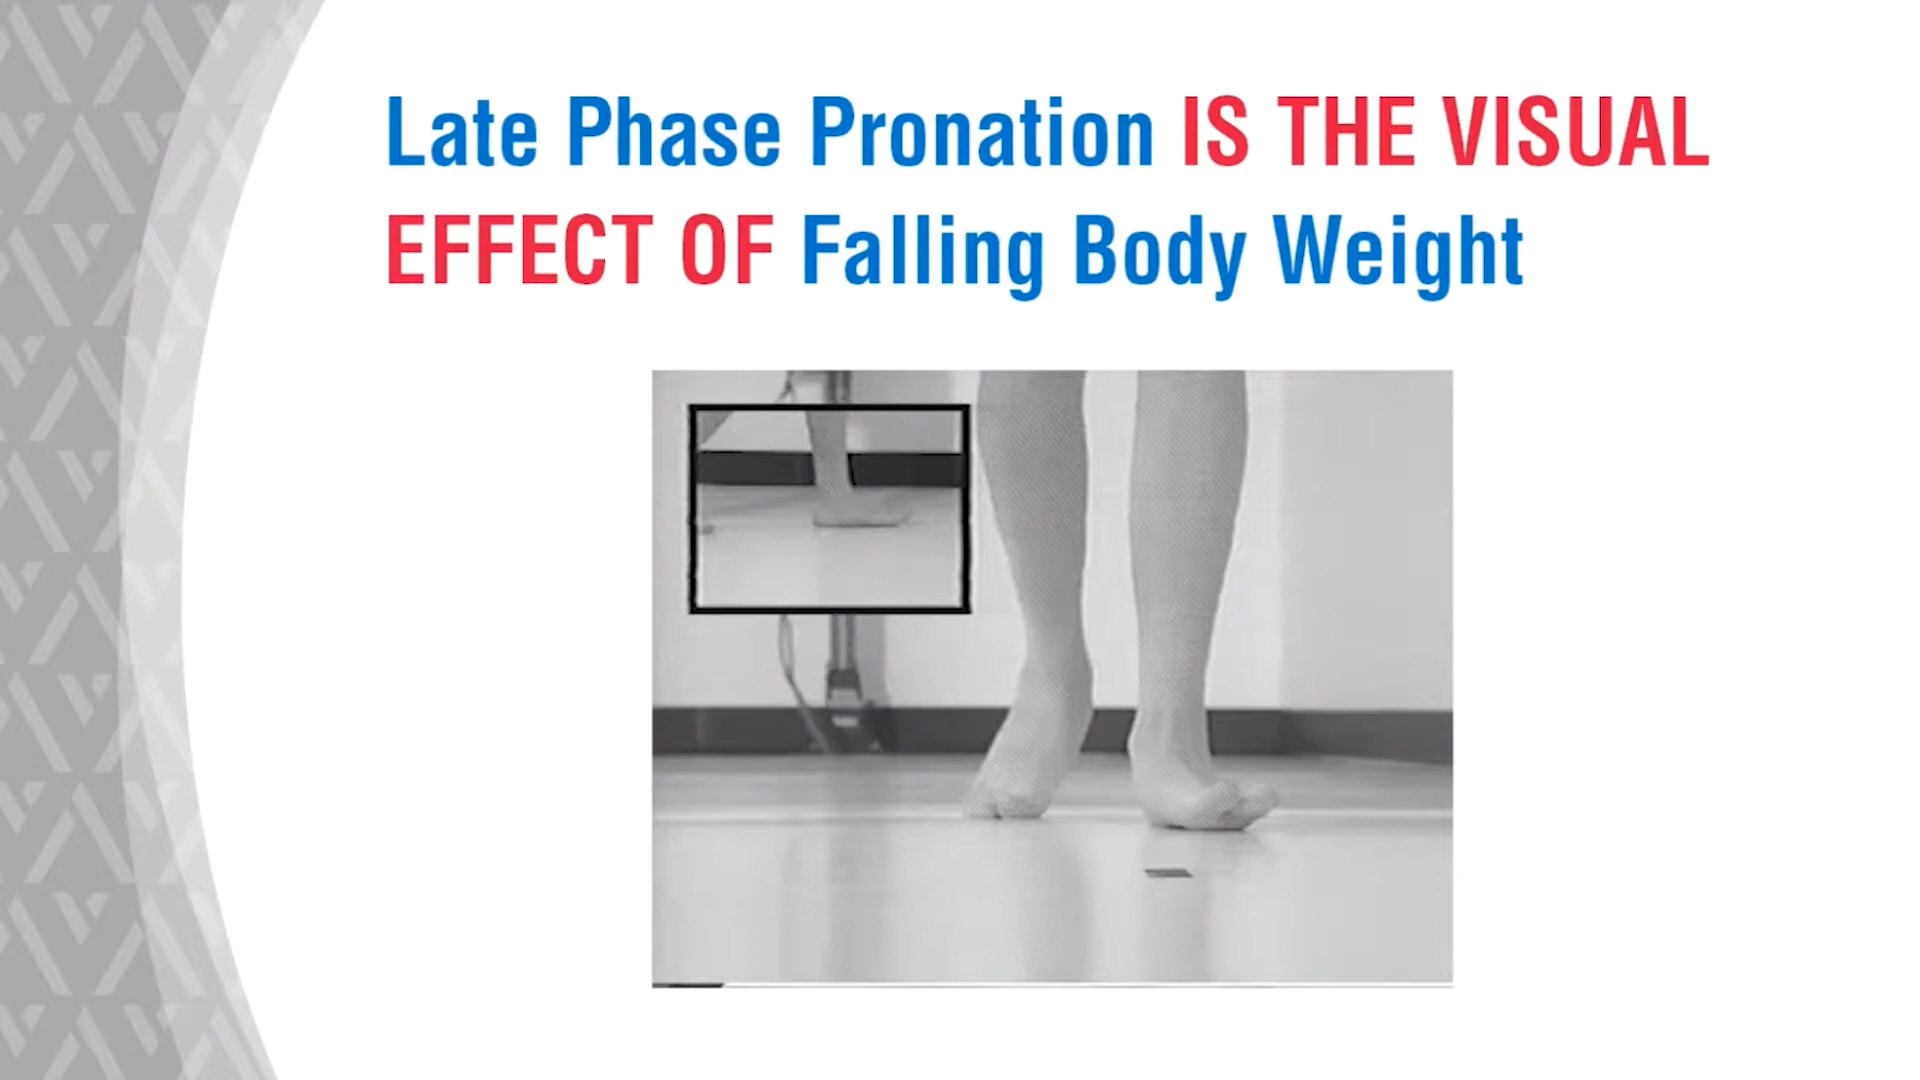 Late Phase Pronation IS THE VISUAL
EFFECT OF Falling Body Weight